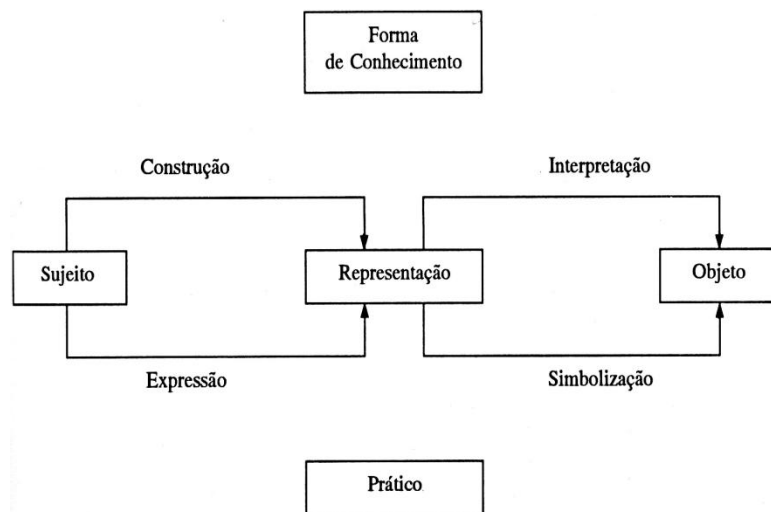 Forma
de Conhecimento
Construção
Interpretação
Sujeito
Representação
Objeto
Expressão
Simbolização
Prático